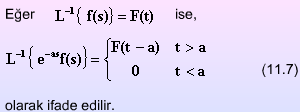 Eğer L⁻¹{ f(s)} = F(t) ise,
L⁻¹{ e⁻ᵃˢf(s)} = { F(t − a) t > a
0 t < a (11.7)
olarak ifade edilir.